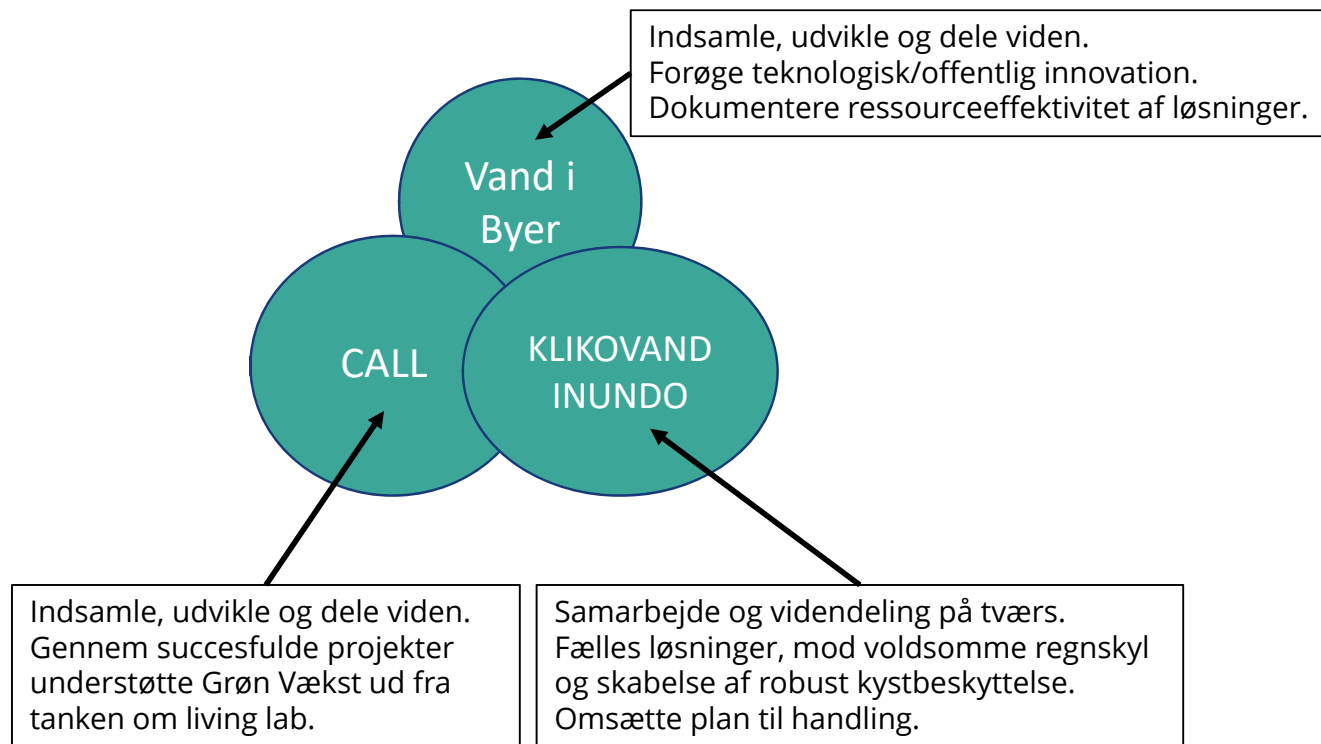 Indsamle, udvikle og dele viden.
Forøge teknologisk/offentlig innovation.
Dokumentere ressourceeffektivitet af løsninger.
Vand i
Byer
CALL
KLIKOVAND
INUNDO
Indsamle, udvikle og dele viden.
Gennem succesfulde projekter
understøtte Grøn Vækst ud fra
tanken om living lab.
Samarbejde og videndeling på tværs.
Fælles løsninger, mod voldsomme regnskyl
og skabelse af robust kystbeskyttelse.
Omsætte plan til handling.